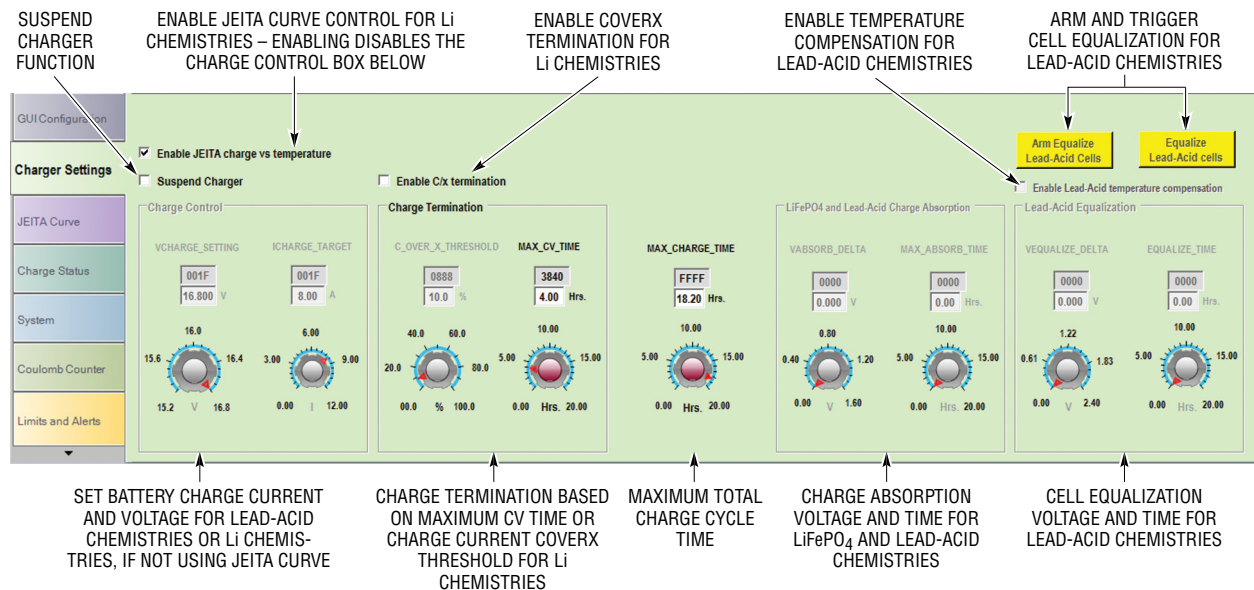 SUSPEND
CHARGER
FUNCTION
ENABLE JEITA CURVE CONTROL FOR Li
CHEMISTRIES – ENABLING DISABLES THE
CHARGE CONTROL BOX BELOW
ENABLE COVERX
TERMINATION FOR
Li CHEMISTRIES
ENABLE TEMPERATURE
COMPENSATION FOR
LEAD-ACID CHEMISTRIES
ARM AND TRIGGER
CELL EQUALIZATION FOR
LEAD-ACID CHEMISTRIES
GUI Configuration
Charger Settings
JEITA Curve
Charge Status
System
Coulomb Counter
Limits and Alerts
Enable JEITA charge vs temperature
Suspend Charger
Enable C/x termination
Arm Equalize
Lead-Acid Cells
Equalize
Lead-Acid cells
Enable Lead-Acid temperature compensation
Charge Control
VCHARGE_SETTING
001F
16.800 V
16.0
15.6 16.4
15.2 V 16.8
ICHARGE_TARGET
001F
8.00 A
6.00
3.00 9.00
0.00 I 12.00
Charge Termination
C_OVER_X_THRESHOLD
0888
10.0 %
40.0 60.0
20.0 80.0
00.0 % 100.0
MAX_CV_TIME
3840
4.00 Hrs.
10.00
5.00 15.00
0.00 Hrs. 20.00
MAX_CHARGE_TIME
FFFF
18.20 Hrs.
10.00
5.00 15.00
0.00 Hrs. 20.00
LiFePO4 and Lead-Acid Charge Absorption
VABSORB_DELTA
0000
0.000 V
0.80
0.40 1.20
0.00 V 1.60
MAX_ABSORB_TIME
0000
0.00 Hrs.
10.00
5.00 15.00
0.00 Hrs. 20.00
Lead-Acid Equalization
VEQUALIZE_DELTA
0000
0.000 V
1.22
0.61 1.83
0.00 V 2.40
EQUALIZE_TIME
0000
0.00 Hrs.
10.00
5.00 15.00
0.00 Hrs. 20.00
SET BATTERY CHARGE CURRENT
AND VOLTAGE FOR LEAD-ACID
CHEMISTRIES OR Li CHEMIS-
TRIES, IF NOT USING JEITA CURVE
CHARGE TERMINATION BASED
ON MAXIMUM CV TIME OR
CHARGE CURRENT COVERX
THRESHOLD FOR Li
CHEMISTRIES
MAXIMUM TOTAL
CHARGE CYCLE
TIME
CHARGE ABSORPTION
VOLTAGE AND TIME FOR
LiFePO₄ AND LEAD-ACID
CHEMISTRIES
CELL EQUALIZATION
VOLTAGE AND TIME FOR
LEAD-ACID CHEMISTRIES